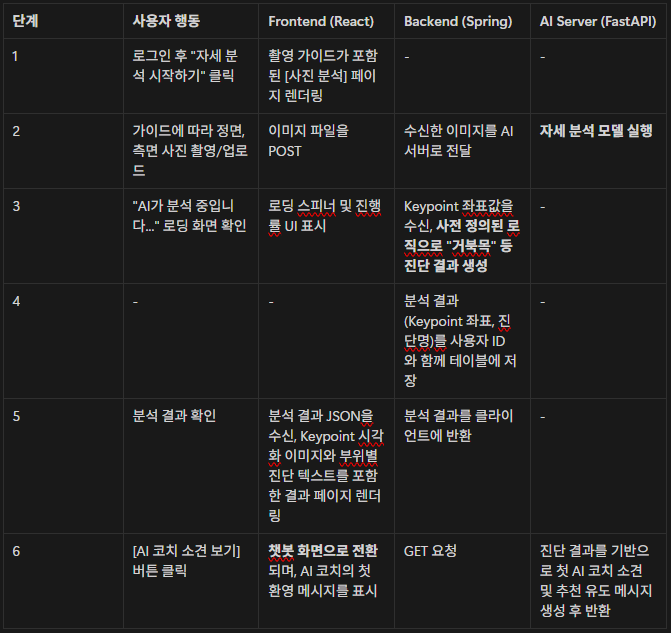 단계
사용자 행동
Frontend (React)
Backend (Spring)
AI Server (FastAPI)
1
로그인 후 "자세 분
석 시작하기" 클릭
촬영 가이드가 포함
된 [사진 분석] 페이
지 렌더링
-
-
2
가이드에 따라 정면,
측면 사진 촬영/업로
드
이미지 파일을
POST
수신한 이미지를 AI
서버로 전달
자세 분석 모델 실행
3
"AI가 분석 중입니
다..." 로딩 화면 확인
로딩 스피너 및 진행
률 UI 표시
Keypoint 좌표값을
수신, 사전 정의된 로
직으로 "거북목" 등
진단 결과 생성
-
4
-
-
분석 결과
(Keypoint 좌표, 진
단명)를 사용자 ID
와 함께 테이블에 저
장
-
5
분석 결과 확인
분석 결과 JSON을
수신, Keypoint 시각
화 이미지와 부위별
진단 텍스트를 포함
한 결과 페이지 렌더
링
분석 결과를 클라이
언트에 반환
-
6
[AI 코치 소견 보기]
버튼 클릭
챗봇 화면으로 전환
되며, AI 코치의 첫
환영 메시지를 표시
GET 요청
진단 결과를 기반으
로 첫 AI 코치 소견
및 추천 유도 메시지
생성 후 반환